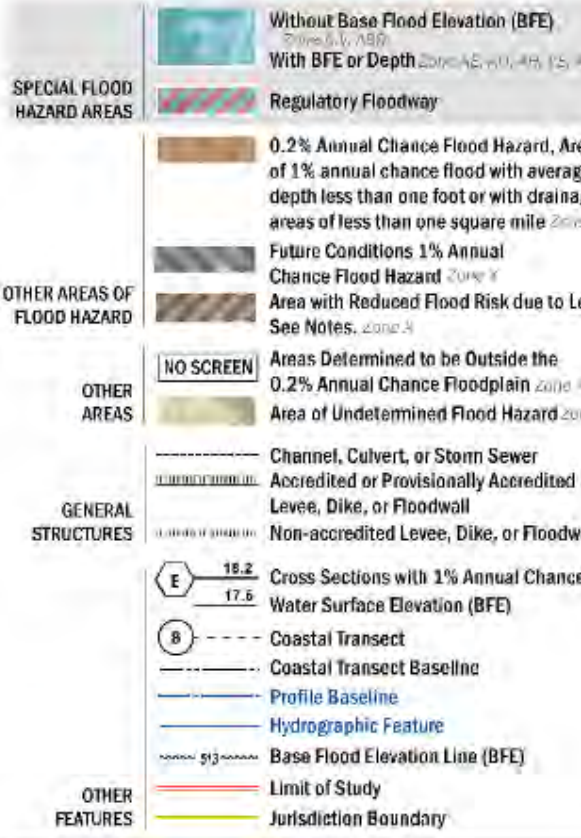 Without Base Flood Elevation (BFE)
With BFE or Depth
SPECIAL FLOOD
HAZARD AREAS
Regulatory Floodway
0.2% Annual Chance Flood Hazard, Are
of 1% annual chance flood with averag
depth less than one foot or with draina
areas of less than one square mile
Future Conditions 1% Annual
Chance Flood Hazard Zone X
OTHER AREAS OF
FLOOD HAZARD
Area with Reduced Flood Risk due to Le
See Notes. Zone X
NO SCREEN
Areas Determined to be Outside the
0.2% Annual Chance Floodplain Zone
OTHER
AREAS
Area of Undetermined Flood Hazard
Channel, Culvert, or Storm Sewer
Accredited or Provisionally Accredited
Levee, Dike, or Floodwall
GENERAL
STRUCTURES
Non-accredited Levee, Dike, or Floodw
E 18.2 Cross Sections with 1% Annual Chance
17.5 Water Surface Elevation (BFE)
8 Coastal Transect
Coastal Transect Baseline
Profile Baseline
Hydrographic Feature
513 Base Flood Elevation Line (BFE)
OTHER
FEATURES
Limit of Study
Jurisdiction Boundary